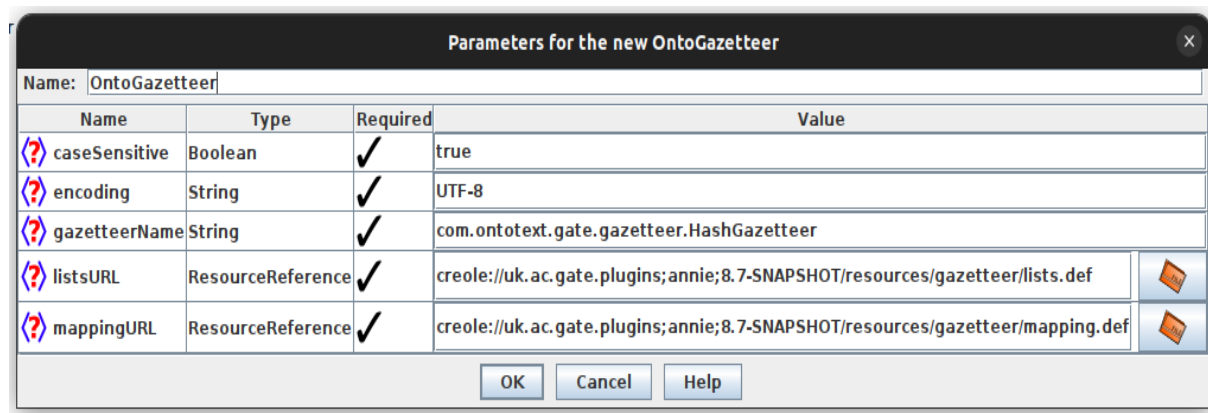 r
Parameters for the new OntoGazetteer
Name: OntoGazetteer
Name Type Required Value
<?> caseSensitive Boolean ✓ true
<?> encoding String ✓ UTF-8
<?> gazetteerName String ✓ com.ontotext.gate.gazetteer.HashGazetteer
<?> listsURL ResourceReference ✓ creole://uk.ac.gate.plugins;annie;8.7-SNAPSHOT/resources/gazetteer/lists.def
<?> mappingURL ResourceReference ✓ creole://uk.ac.gate.plugins;annie;8.7-SNAPSHOT/resources/gazetteer/mapping.def
OK Cancel Help